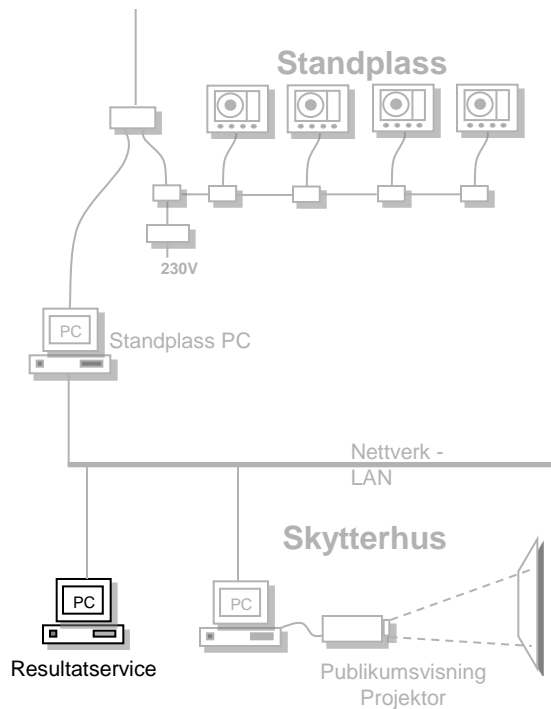 Standplass
230V
PC
Standplass PC
Nettverk -
LAN
Skytterhus
PC
PC
Resultatservice
Publikumsvisning
Projektor